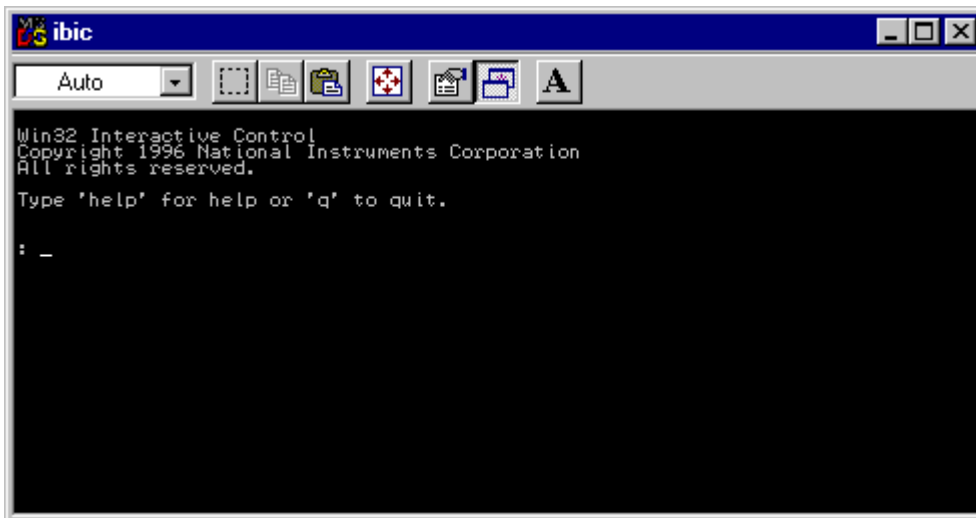 ibic
Auto
A
Win32 Interactive Control
Copyright 1996 National Instruments Corporation
All rights reserved.
Type 'help' for help or 'q' to quit.
: _